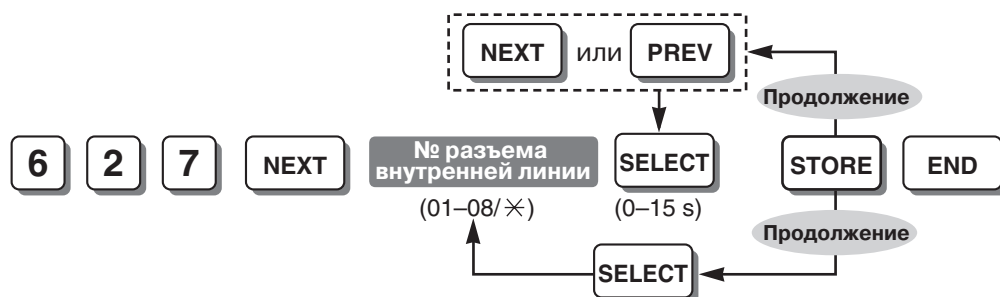 NEXT или PREV
Продолжение
6 2 7 NEXT № разъема внутренней линии SELECT STORE END
(01–08/✳) (0–15 s)
Продолжение
SELECT